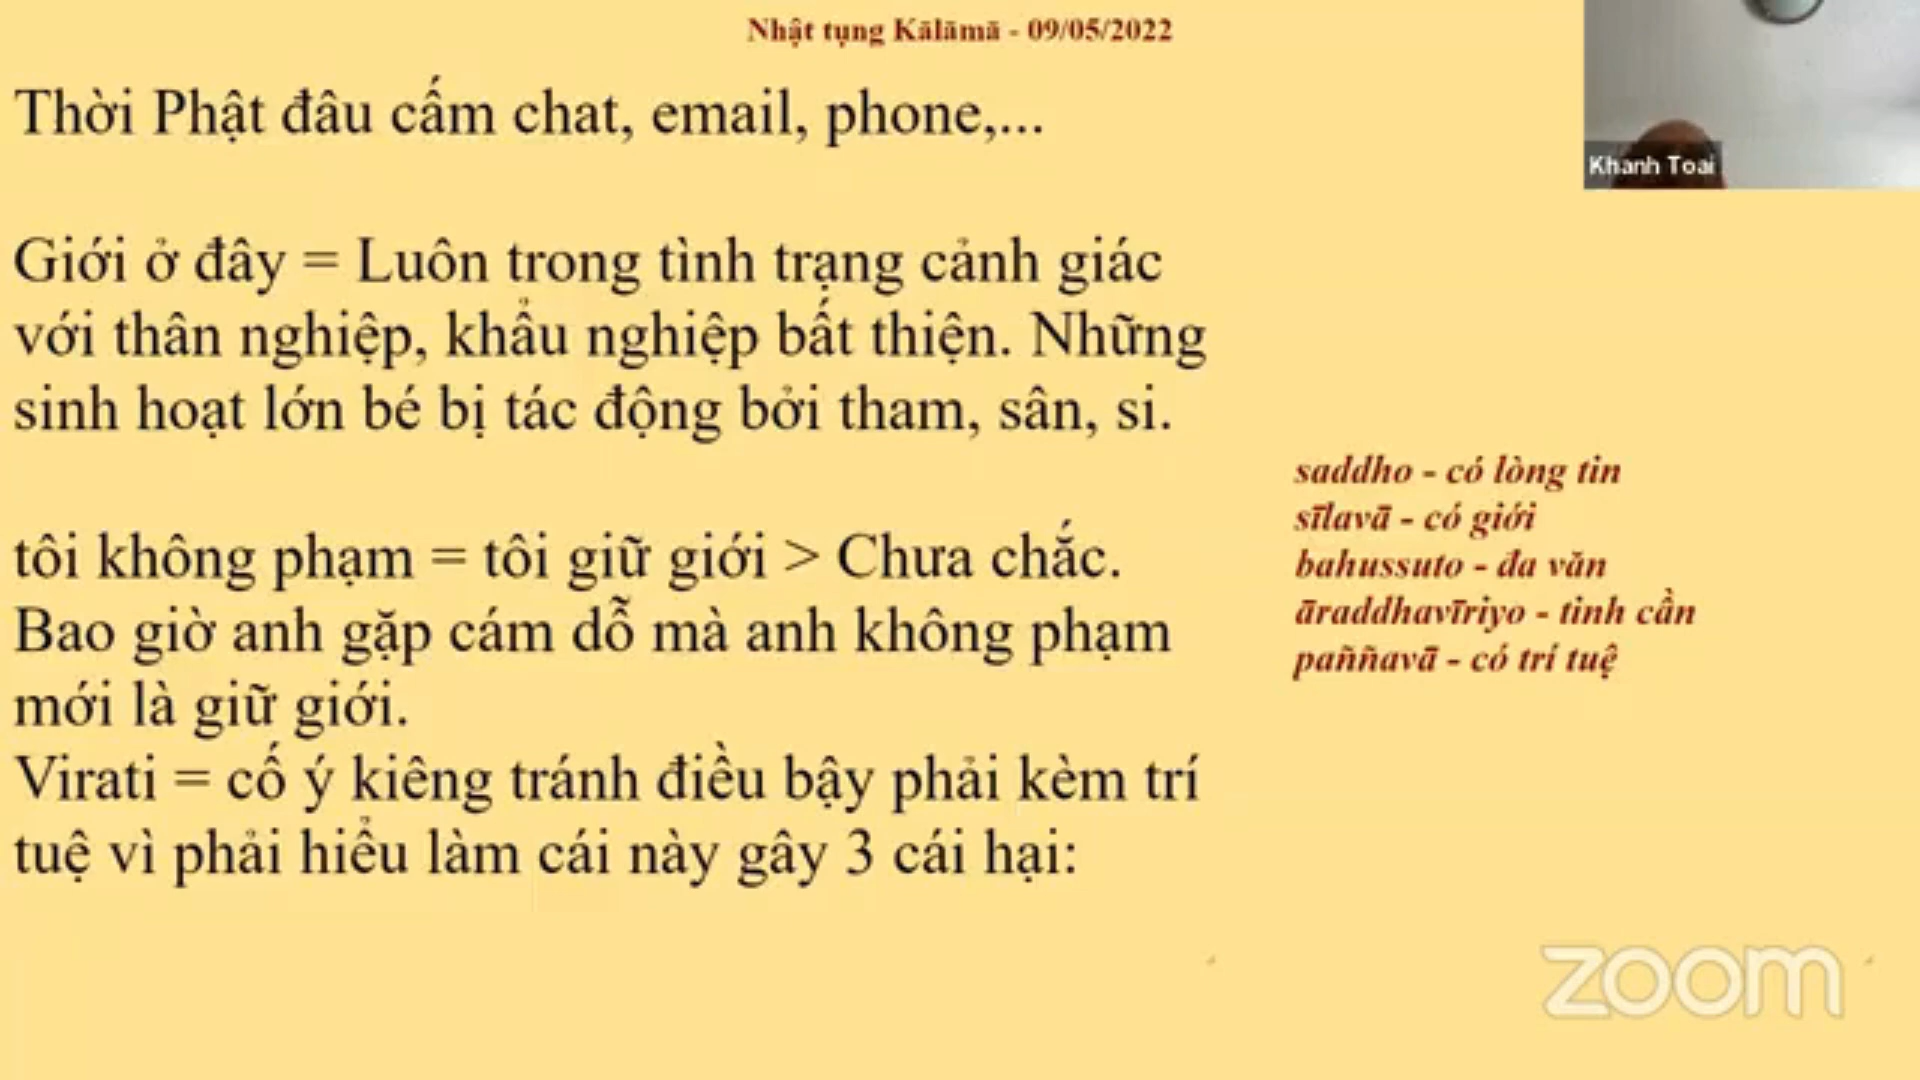 Nhật tụng Kālāmā - 09/05/2022
Thời Phật đâu cấm chat, email, phone,...
Khanh Toai
Giới ở đây = Luôn trong tình trạng cảnh giác
với thân nghiệp, khẩu nghiệp bất thiện. Những
sinh hoạt lớn bé bị tác động bởi tham, sân, si.
tôi không phạm = tôi giữ giới > Chưa chắc.
Bao giờ anh gặp cám dỗ mà anh không phạm
mới là giữ giới.
Virati = cố ý kiêng tránh điều bậy phải kèm trí
tuệ vì phải hiểu làm cái này gây 3 cái hại:
saddho - có lòng tin
sīlavā - có giới
bahussuto - đa văn
āraddhavīriyo - tinh cần
paññavā - có trí tuệ
zoom